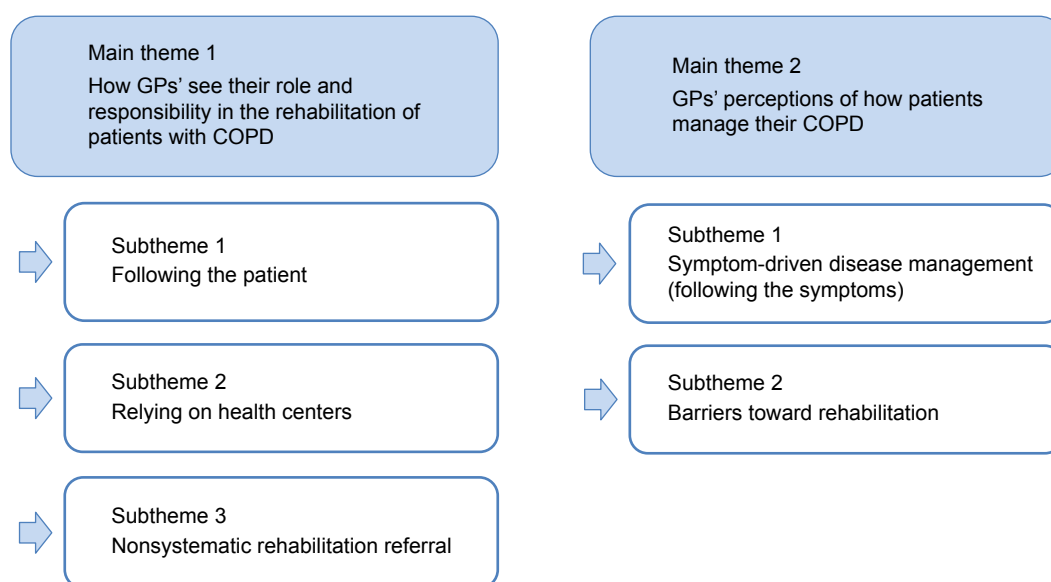 Main theme 1
How GPs’ see their role and
responsibility in the rehabilitation of
patients with COPD
Subtheme 1
Following the patient
Subtheme 2
Relying on health centers
Subtheme 3
Nonsystematic rehabilitation referral
Main theme 2
GPs’ perceptions of how patients
manage their COPD
Subtheme 1
Symptom-driven disease management
(following the symptoms)
Subtheme 2
Barriers toward rehabilitation